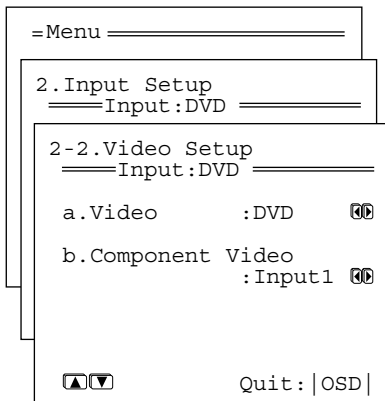 =Menu
2.Input Setup
Input:DVD
2-2.Video Setup
Input:DVD
a.Video :DVD
b.Component Video
:Input1
Quit:|OSD|